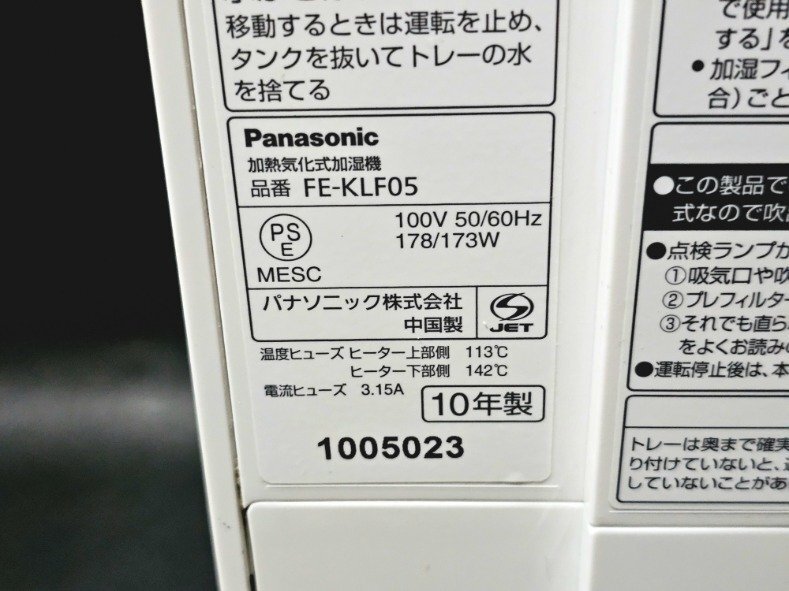 移動するときは運転を止め、
タンクを抜いてトレーの水
を捨てる
Panasonic
加熱気化式加湿機
品番 FE-KLF05
PS
E
MESC
100V 50/60Hz
178/173W
パナソニック株式会社
中国製
JET
温度ヒューズ ヒーター上部側 113℃
ヒーター下部側 142℃
電流ヒューズ 3.15A
10年製
1005023
で使用
する」を
●加湿フィ
合）ごと
●この製品で
式なので吹
●点検ランプが
①吸気口や吹
②プレフィルター
③それでも直ら
をよくお読みの
●運転停止後は、本
トレーは奥まで確実
り付けていないと、
していないことがあ